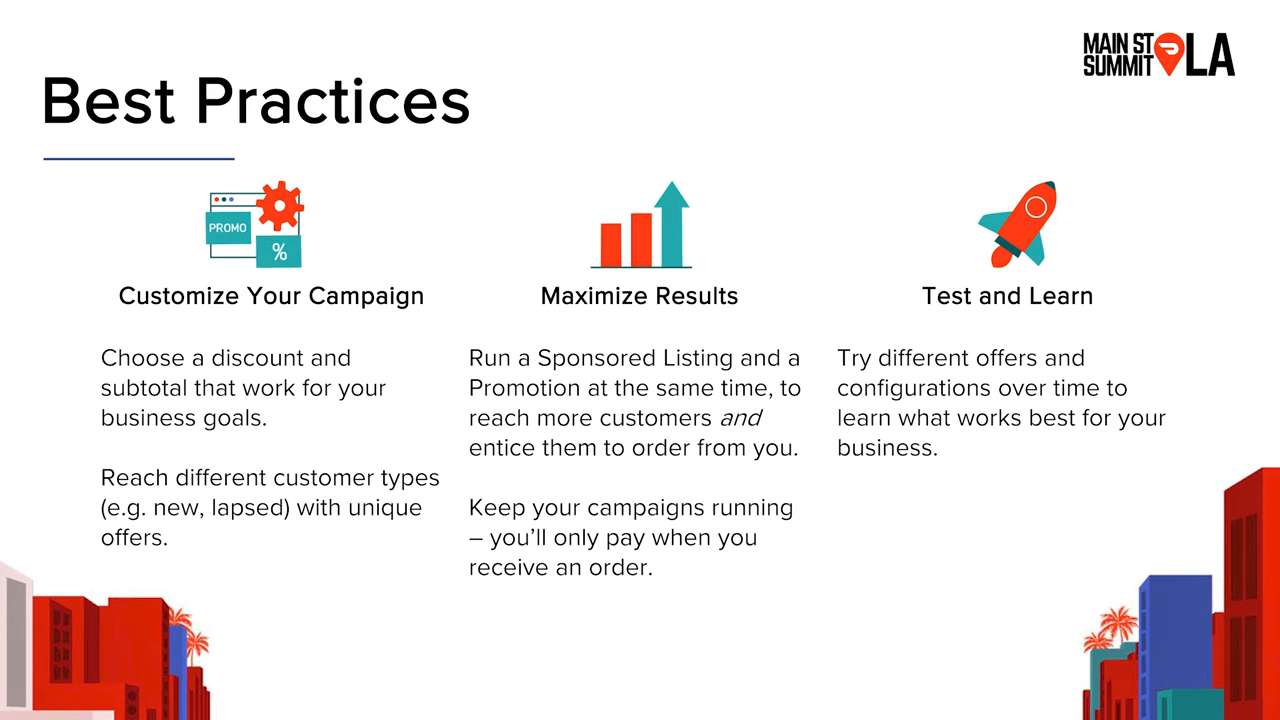 MAIN ST
SUMMIT LA
Best Practices
PROMO
%
Customize Your Campaign
Choose a discount and
subtotal that work for your
business goals.
Reach different customer types
(e.g. new, lapsed) with unique
offers.
Maximize Results
Run a Sponsored Listing and a
Promotion at the same time, to
reach more customers and
entice them to order from you.
Keep your campaigns running
– you’ll only pay when you
receive an order.
Test and Learn
Try different offers and
configurations over time to
learn what works best for your
business.